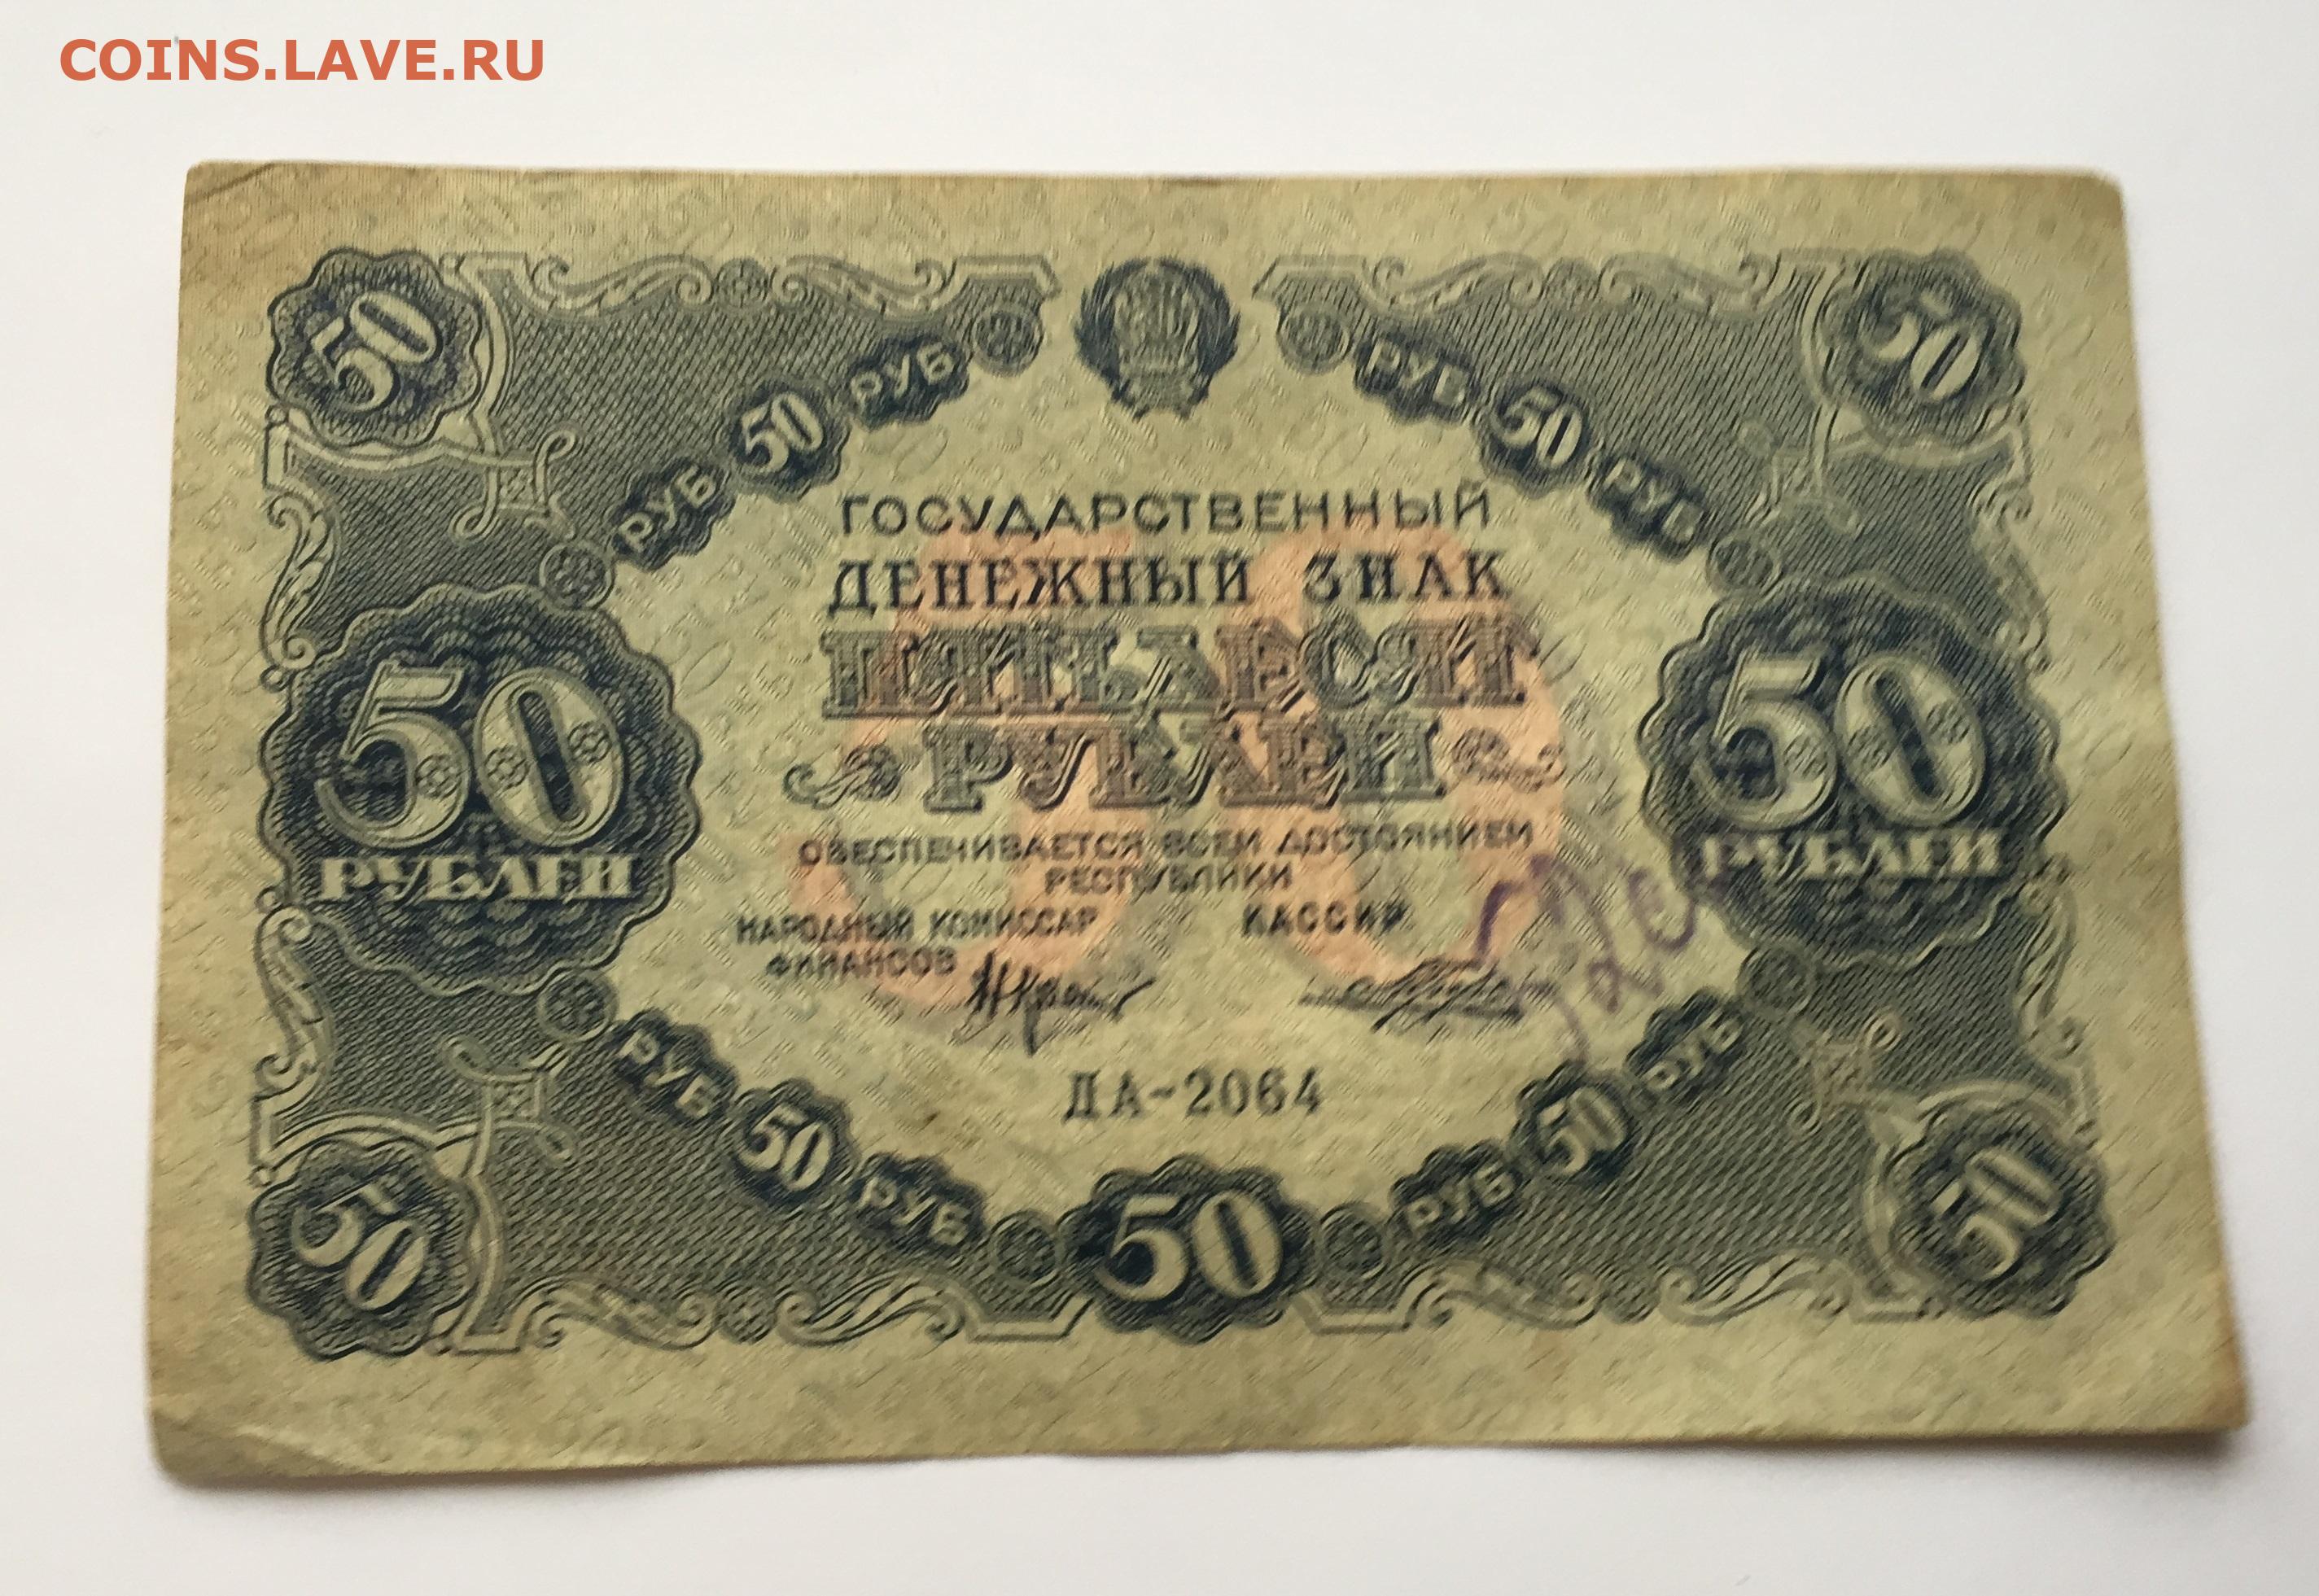 COINS.LAVE.RU
50 50
РУБ 50 РУБ РУБ 50 РУБ
ГОСУДАРСТВЕННЫЙ
ДЕНЕЖНЫЙ ЗНАК
ПЯТЬДЕСЯТ
РУБЛЕЙ
50 РУБЛЕЙ
50 РУБЛЕЙ
ОБЕСПЕЧИВАЕТСЯ ВСЕМ ДОСТОЯНИЕМ
РЕСПУБЛИКИ
НАРОДНЫЙ КОМИССАР
ФИНАНСОВ
КАССИР
ДА-2064
РУБ 50 РУБ 50 РУБ 50 РУБ
50 50